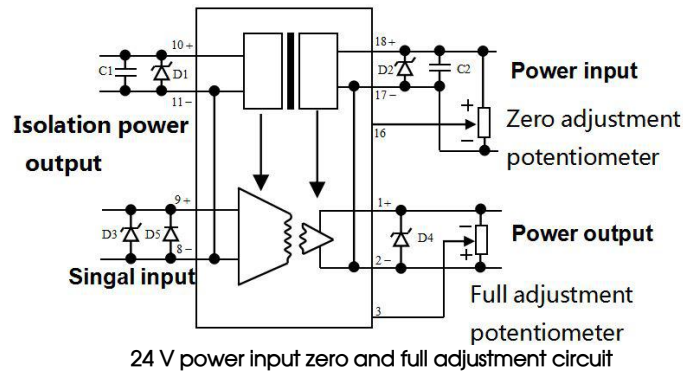 10+
C1
D1
11−
Isolation power
output
18+
D2
C2
17−
16
+
−
Power input
Zero adjustment
potentiometer
9+
D3
D5
8−
Singal input
1+
D4
2−
3
−
+
Power output
Full adjustment
potentiometer
24 V power input zero and full adjustment circuit